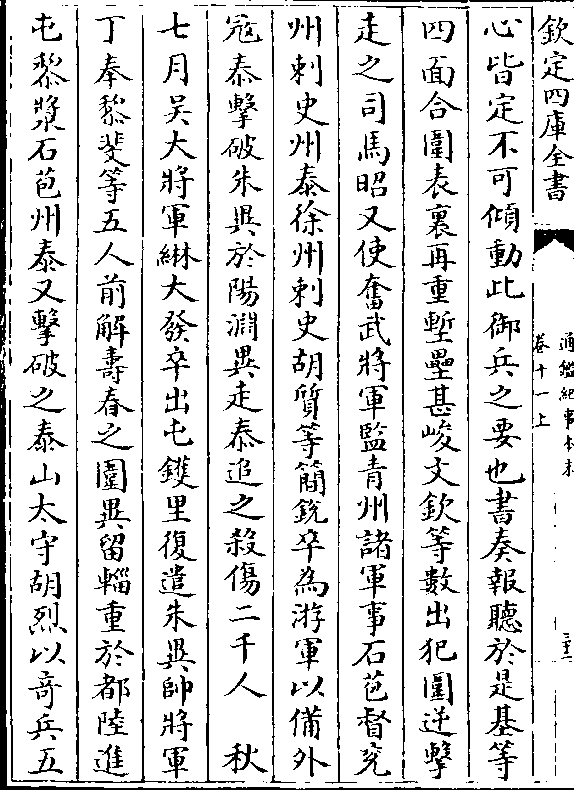 欽定四庫全書
通鑑紀事本末
卷十一上
心皆定不可傾動此御兵之要也書奏報聽於是基等
四面合圍表裏再重塹壘甚峻文欽等數出犯圍逆擊
走之司馬昭又使奮武將軍監青州諸軍事石苞督兖
州刺史州泰徐州刺史胡質等簡銳卒為游軍以備外
冦泰擊破朱異於陽淵異走泰追之殺傷二千人　秋
七月吴大將軍綝大發卒出屯鑊里復遣朱異帥將軍
丁奉黎斐等五人前解壽春之圍異留輜重於都陸進
屯黎漿石苞州泰又擊破之泰山太守胡烈以竒兵五